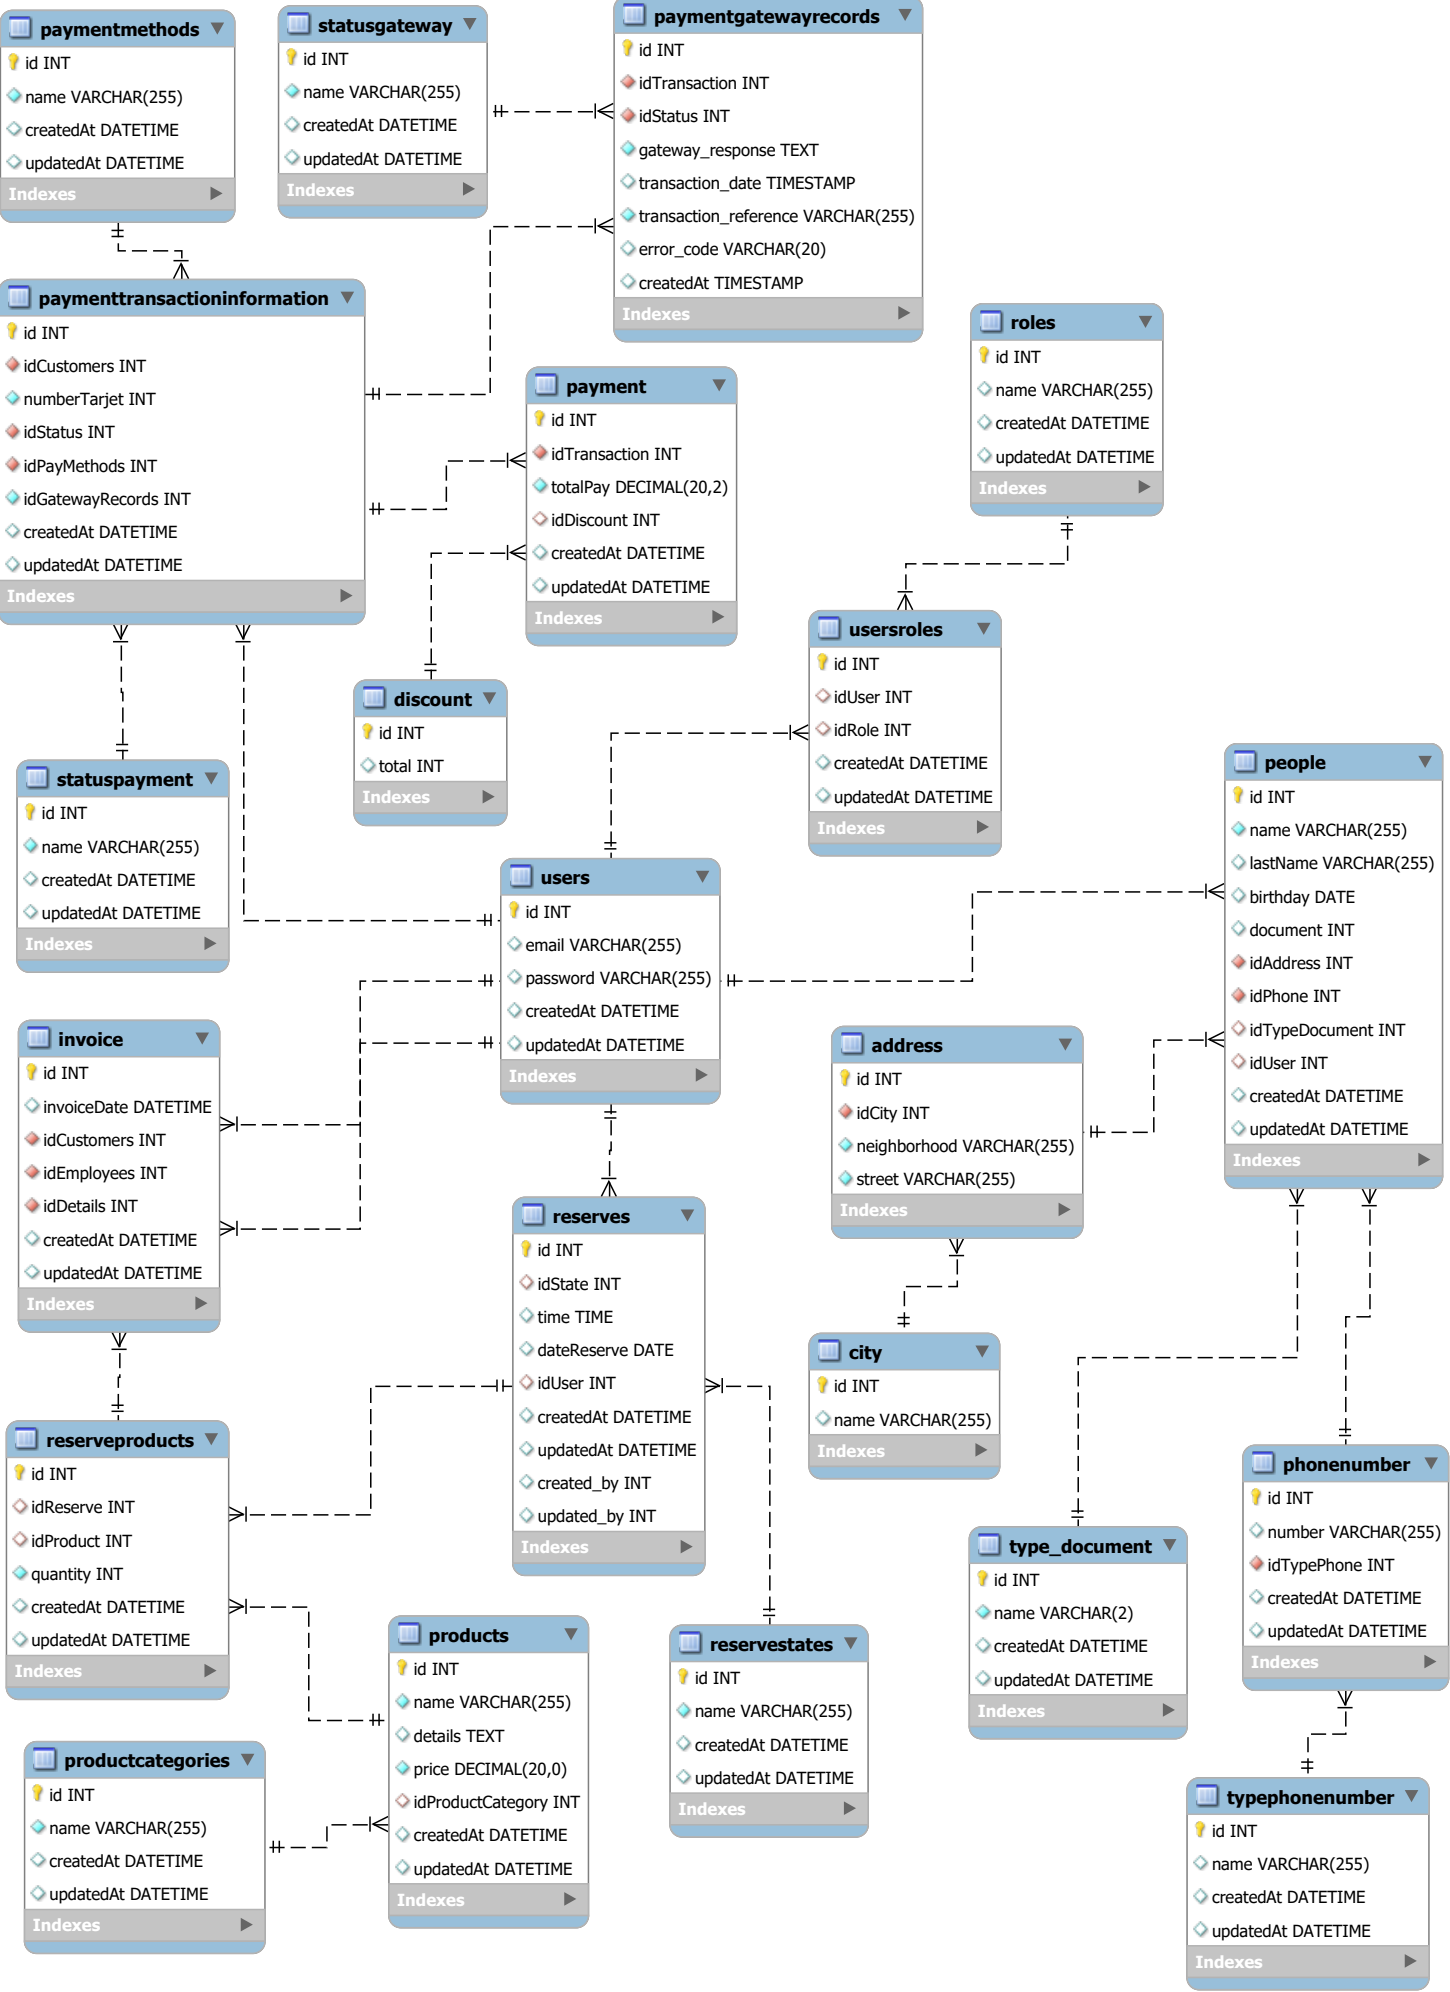 paymentmethods
id INT
name VARCHAR(255)
createdAt DATETIME
updatedAt DATETIME
Indexes
statusgateway
id INT
name VARCHAR(255)
createdAt DATETIME
updatedAt DATETIME
Indexes
paymentgatewayrecords
id INT
idTransaction INT
idStatus INT
gateway_response TEXT
transaction_date TIMESTAMP
transaction_reference VARCHAR(255)
error_code VARCHAR(20)
createdAt TIMESTAMP
Indexes
paymenttransactioninformation
id INT
idCustomers INT
numberTarjet INT
idStatus INT
idPayMethods INT
idGatewayRecords INT
createdAt DATETIME
updatedAt DATETIME
Indexes
payment
id INT
idTransaction INT
totalPay DECIMAL(20,2)
idDiscount INT
createdAt DATETIME
updatedAt DATETIME
Indexes
roles
id INT
name VARCHAR(255)
createdAt DATETIME
updatedAt DATETIME
Indexes
usersroles
id INT
idUser INT
idRole INT
createdAt DATETIME
updatedAt DATETIME
Indexes
discount
id INT
total INT
Indexes
statuspayment
id INT
name VARCHAR(255)
createdAt DATETIME
updatedAt DATETIME
Indexes
people
id INT
name VARCHAR(255)
lastName VARCHAR(255)
birthday DATE
document INT
idAddress INT
idPhone INT
idTypeDocument INT
idUser INT
createdAt DATETIME
updatedAt DATETIME
Indexes
users
id INT
email VARCHAR(255)
password VARCHAR(255)
createdAt DATETIME
updatedAt DATETIME
Indexes
invoice
id INT
invoiceDate DATETIME
idCustomers INT
idEmployees INT
idDetails INT
createdAt DATETIME
updatedAt DATETIME
Indexes
address
id INT
idCity INT
neighborhood VARCHAR(255)
street VARCHAR(255)
Indexes
reserves
id INT
idState INT
time TIME
dateReserve DATE
idUser INT
createdAt DATETIME
updatedAt DATETIME
created_by INT
updated_by INT
Indexes
city
id INT
name VARCHAR(255)
Indexes
reserveproducts
id INT
idReserve INT
idProduct INT
quantity INT
createdAt DATETIME
updatedAt DATETIME
Indexes
phonenumber
id INT
number VARCHAR(255)
idTypePhone INT
createdAt DATETIME
updatedAt DATETIME
Indexes
type_document
id INT
name VARCHAR(2)
createdAt DATETIME
updatedAt DATETIME
Indexes
products
id INT
name VARCHAR(255)
details TEXT
price DECIMAL(20,0)
idProductCategory INT
createdAt DATETIME
updatedAt DATETIME
Indexes
reservestates
id INT
name VARCHAR(255)
createdAt DATETIME
updatedAt DATETIME
Indexes
productcategories
id INT
name VARCHAR(255)
createdAt DATETIME
updatedAt DATETIME
Indexes
typephonenumber
id INT
name VARCHAR(255)
createdAt DATETIME
updatedAt DATETIME
Indexes